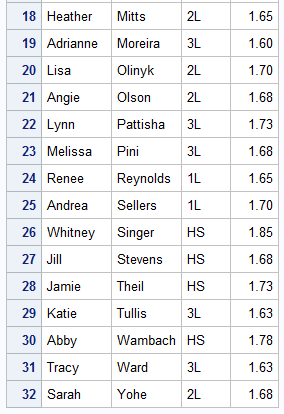 18 Heather Mitts 2L 1.65
19 Adrianne Moreira 3L 1.60
20 Lisa Olinyk 2L 1.70
21 Angie Olson 2L 1.68
22 Lynn Pattisha 3L 1.73
23 Melissa Pini 3L 1.68
24 Renee Reynolds 1L 1.65
25 Andrea Sellers 1L 1.70
26 Whitney Singer HS 1.85
27 Jill Stevens HS 1.68
28 Jamie Theil HS 1.73
29 Katie Tullis 3L 1.63
30 Abby Wambach HS 1.78
31 Tracy Ward 3L 1.63
32 Sarah Yohe 2L 1.68